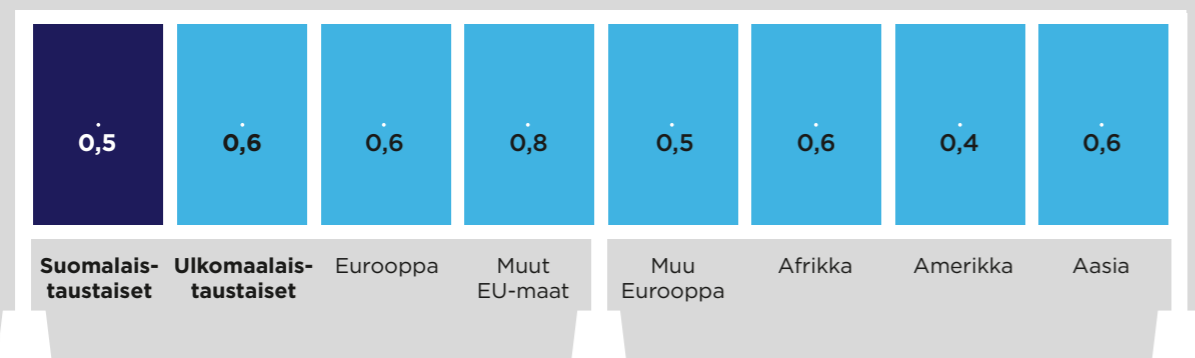 0,5 0,6 0,6 0,8 0,5 0,6 0,4 0,6
Suomalais- Ulkomaalais- Eurooppa Muut Muu Afrikka Amerikka Aasia
taustaiset taustaiset EU-maat Eurooppa